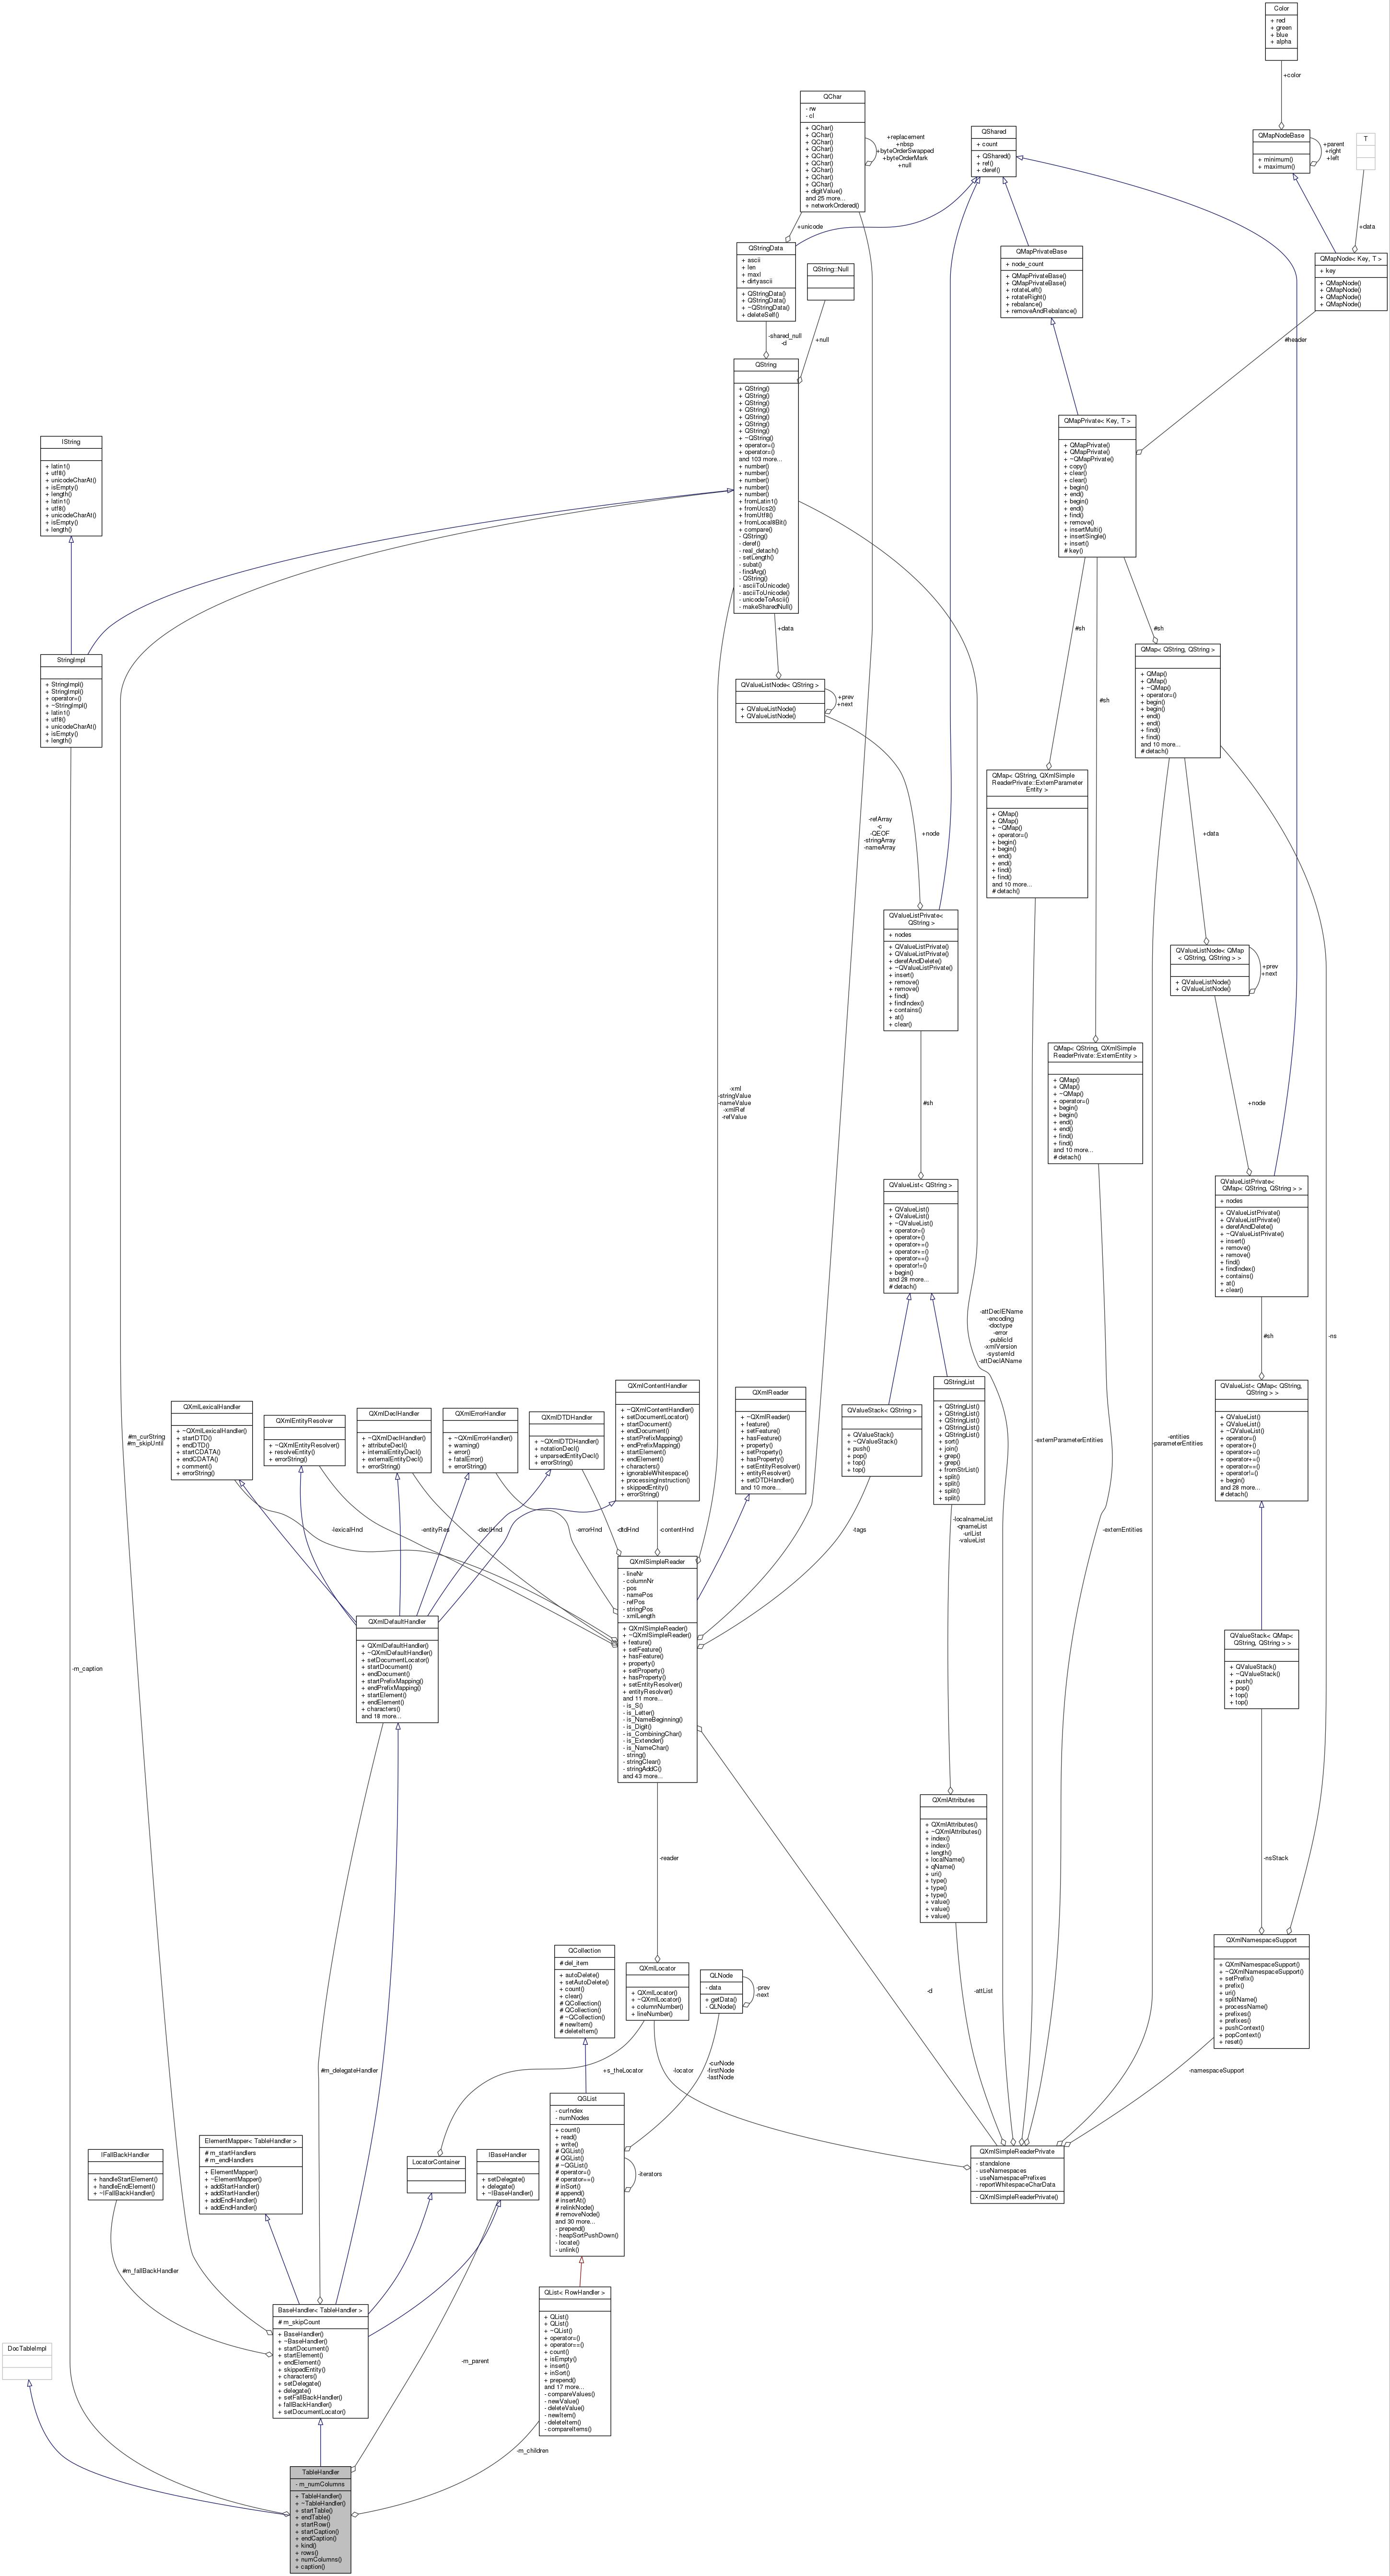 Color
+ red
+ green
+ blue
+ alpha
+color
QChar
- rw
- cl
+ QChar()
+ QChar()
+ QChar()
+ QChar()
+ QChar()
+ QChar()
+ QChar()
+ QChar()
+ QChar()
+ digitValue()
and 25 more...
+ networkOrdered()
+replacement
+nbsp
+byteOrderSwapped
+byteOrderMark
+null
QShared
+ count
+ QShared()
+ ref()
+ deref()
QMapNodeBase
+ minimum()
+ maximum()
+parent
+right
+left
T
+data
+unicode
QStringData
+ ascii
+ len
+ maxl
+ dirtyascii
+ QStringData()
+ QStringData()
+ ~QStringData()
+ deleteSelf()
QString::Null
QMapPrivateBase
+ node_count
+ QMapPrivateBase()
+ QMapPrivateBase()
+ rotateLeft()
+ rotateRight()
+ rebalance()
+ removeAndRebalance()
QMapNode< Key, T >
+ key
+ QMapNode()
+ QMapNode()
+ QMapNode()
+ QMapNode()
-shared_null
-d
+null
#header
QString
+ QString()
+ QString()
+ QString()
+ QString()
+ QString()
+ QString()
+ QString()
+ ~QString()
+ operator=()
+ operator=()
and 103 more...
+ number()
+ number()
+ number()
+ number()
+ number()
+ fromLatin1()
+ fromUcs2()
+ fromUtf8()
+ fromLocal8Bit()
+ compare()
- QString()
- deref()
- real_detach()
- setLength()
- subat()
- findArg()
- QString()
- asciiToUnicode()
- asciiToUnicode()
- unicodeToAscii()
- makeSharedNull()
QMapPrivate< Key, T >
+ QMapPrivate()
+ QMapPrivate()
+ ~QMapPrivate()
+ copy()
+ clear()
+ clear()
+ begin()
+ end()
+ begin()
+ end()
+ find()
+ remove()
+ insertMulti()
+ insertSingle()
+ insert()
# key()
IString
+ latin1()
+ utf8()
+ unicodeCharAt()
+ isEmpty()
+ length()
+ latin1()
+ utf8()
+ unicodeCharAt()
+ isEmpty()
+ length()
+data
#sh
#sh
#sh
StringImpl
+ StringImpl()
+ StringImpl()
+ operator=()
+ ~StringImpl()
+ latin1()
+ utf8()
+ unicodeCharAt()
+ isEmpty()
+ length()
QValueListNode< QString >
+ QValueListNode()
+ QValueListNode()
+prev
+next
QMap< QString, QString >
+ QMap()
+ QMap()
+ ~QMap()
+ operator=()
+ begin()
+ begin()
+ end()
+ end()
+ find()
+ find()
and 10 more...
# detach()
QMap< QString, QXmlSimple
ReaderPrivate::ExternParameter
Entity >
+ QMap()
+ QMap()
+ ~QMap()
+ operator=()
+ begin()
+ begin()
+ end()
+ end()
+ find()
+ find()
and 10 more...
# detach()
-refArray
-c
-QEOF
-stringArray
-nameArray
+node
+data
QValueListPrivate<
QString >
+ nodes
+ QValueListPrivate()
+ QValueListPrivate()
+ derefAndDelete()
+ ~QValueListPrivate()
+ insert()
+ remove()
+ remove()
+ find()
+ findIndex()
+ contains()
+ at()
+ clear()
QValueListNode< QMap
< QString, QString > >
+ QValueListNode()
+ QValueListNode()
+prev
+next
QMap< QString, QXmlSimple
ReaderPrivate::ExternEntity >
+ QMap()
+ QMap()
+ ~QMap()
+ operator=()
+ begin()
+ begin()
+ end()
+ end()
+ find()
+ find()
and 10 more...
# detach()
-xml
-stringValue
-nameValue
-xmlRef
-refValue
#sh
+node
QValueList< QString >
+ QValueList()
+ QValueList()
+ ~QValueList()
+ operator=()
+ operator+()
+ operator+=()
+ operator+=()
+ operator==()
+ operator!=()
+ begin()
and 28 more...
# detach()
QValueListPrivate<
QMap< QString, QString > >
+ nodes
+ QValueListPrivate()
+ QValueListPrivate()
+ derefAndDelete()
+ ~QValueListPrivate()
+ insert()
+ remove()
+ remove()
+ find()
+ findIndex()
+ contains()
+ at()
+ clear()
-attDeclEName
-encoding
-doctype
-error
-publicId
-xmlVersion
-systemId
-attDeclAName
#sh
-ns
QXmlLexicalHandler
+ ~QXmlLexicalHandler()
+ startDTD()
+ endDTD()
+ startCDATA()
+ endCDATA()
+ comment()
+ errorString()
QXmlEntityResolver
+ ~QXmlEntityResolver()
+ resolveEntity()
+ errorString()
QXmlDeclHandler
+ ~QXmlDeclHandler()
+ attributeDecl()
+ internalEntityDecl()
+ externalEntityDecl()
+ errorString()
QXmlErrorHandler
+ ~QXmlErrorHandler()
+ warning()
+ error()
+ fatalError()
+ errorString()
QXmlDTDHandler
+ ~QXmlDTDHandler()
+ notationDecl()
+ unparsedEntityDecl()
+ errorString()
QXmlContentHandler
+ ~QXmlContentHandler()
+ setDocumentLocator()
+ startDocument()
+ endDocument()
+ startPrefixMapping()
+ endPrefixMapping()
+ startElement()
+ endElement()
+ characters()
+ ignorableWhitespace()
+ processingInstruction()
+ skippedEntity()
+ errorString()
QXmlReader
+ ~QXmlReader()
+ feature()
+ setFeature()
+ hasFeature()
+ property()
+ setProperty()
+ hasProperty()
+ setEntityResolver()
+ entityResolver()
+ setDTDHandler()
and 10 more...
QValueStack< QString >
+ QValueStack()
+ ~QValueStack()
+ push()
+ pop()
+ top()
+ top()
QStringList
+ QStringList()
+ QStringList()
+ QStringList()
+ QStringList()
+ QStringList()
+ sort()
+ join()
+ grep()
+ grep()
+ fromStrList()
+ split()
+ split()
+ split()
+ split()
QValueList< QMap< QString,
QString > >
+ QValueList()
+ QValueList()
+ ~QValueList()
+ operator=()
+ operator+()
+ operator+=()
+ operator+=()
+ operator==()
+ operator!=()
+ begin()
and 28 more...
# detach()
#m_curString
#m_skipUntil
-externParameterEntities
-entities
-parameterEntities
-lexicalHnd
-entityRes
-declHnd
-errorHnd
-dtdHnd
-contentHnd
-tags
-localnameList
-qnameList
-uriList
-valueList
-externEntities
QXmlSimpleReader
- lineNr
- columnNr
- pos
- namePos
- refPos
- stringPos
- xmlLength
+ QXmlSimpleReader()
+ ~QXmlSimpleReader()
+ feature()
+ setFeature()
+ hasFeature()
+ property()
+ setProperty()
+ hasProperty()
+ setEntityResolver()
+ entityResolver()
and 11 more...
- is_S()
- is_Letter()
- is_NameBeginning()
- is_Digit()
- is_CombiningChar()
- is_Extender()
- is_NameChar()
- string()
- stringClear()
- stringAddC()
and 43 more...
QXmlDefaultHandler
+ QXmlDefaultHandler()
+ ~QXmlDefaultHandler()
+ setDocumentLocator()
+ startDocument()
+ endDocument()
+ startPrefixMapping()
+ endPrefixMapping()
+ startElement()
+ endElement()
+ characters()
and 18 more...
QValueStack< QMap<
QString, QString > >
+ QValueStack()
+ ~QValueStack()
+ push()
+ pop()
+ top()
+ top()
-m_caption
QXmlAttributes
+ QXmlAttributes()
+ ~QXmlAttributes()
+ index()
+ index()
+ length()
+ localName()
+ qName()
+ uri()
+ type()
+ type()
+ type()
+ value()
+ value()
+ value()
-reader
-nsStack
QCollection
# del_item
+ autoDelete()
+ setAutoDelete()
+ count()
+ clear()
# QCollection()
# QCollection()
# ~QCollection()
# newItem()
# deleteItem()
QXmlLocator
+ QXmlLocator()
+ ~QXmlLocator()
+ columnNumber()
+ lineNumber()
QLNode
- data
+ getData()
- QLNode()
-prev
-next
-d
-attList
QXmlNamespaceSupport
+ QXmlNamespaceSupport()
+ ~QXmlNamespaceSupport()
+ setPrefix()
+ prefix()
+ uri()
+ splitName()
+ processName()
+ prefixes()
+ prefixes()
+ pushContext()
+ popContext()
+ reset()
#m_delegateHandler
+s_theLocator
-locator
-curNode
-firstNode
-lastNode
-namespaceSupport
QGList
- curIndex
- numNodes
+ count()
+ read()
+ write()
# QGList()
# QGList()
# ~QGList()
# operator=()
# operator==()
# inSort()
# append()
# insertAt()
# relinkNode()
# removeNode()
and 30 more...
- prepend()
- heapSortPushDown()
- locate()
- unlink()
-iterators
IFallBackHandler
+ handleStartElement()
+ handleEndElement()
+ ~IFallBackHandler()
ElementMapper< TableHandler >
# m_startHandlers
# m_endHandlers
+ ElementMapper()
+ ~ElementMapper()
+ addStartHandler()
+ addStartHandler()
+ addEndHandler()
+ addEndHandler()
LocatorContainer
IBaseHandler
+ setDelegate()
+ delegate()
+ ~IBaseHandler()
QXmlSimpleReaderPrivate
- standalone
- useNamespaces
- useNamespacePrefixes
- reportWhitespaceCharData
- QXmlSimpleReaderPrivate()
#m_fallBackHandler
BaseHandler< TableHandler >
# m_skipCount
+ BaseHandler()
+ ~BaseHandler()
+ startDocument()
+ startElement()
+ endElement()
+ skippedEntity()
+ characters()
+ setDelegate()
+ delegate()
+ setFallBackHandler()
+ fallBackHandler()
+ setDocumentLocator()
QList< RowHandler >
+ QList()
+ QList()
+ ~QList()
+ operator=()
+ operator==()
+ count()
+ isEmpty()
+ insert()
+ inSort()
+ prepend()
and 17 more...
- compareValues()
- newValue()
- deleteValue()
- newItem()
- deleteItem()
- compareItems()
DocTableImpl
-m_parent
-m_children
TableHandler
- m_numColumns
+ TableHandler()
+ ~TableHandler()
+ startTable()
+ endTable()
+ startRow()
+ startCaption()
+ endCaption()
+ kind()
+ rows()
+ numColumns()
+ caption()